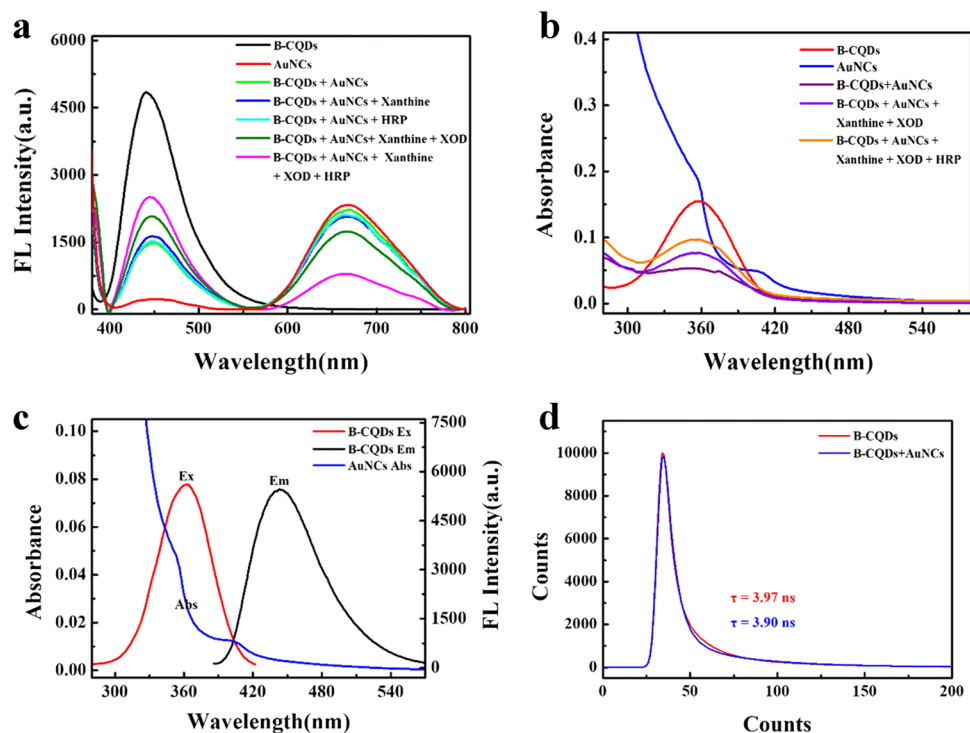 a
6000
4500
3000
1500
0
400
500
600
700
800
FL Intensity(a.u.)
Wavelength(nm)
B-CQDs
AuNCs
B-CQDs + AuNCs
B-CQDs + AuNCs + Xanthine
B-CQDs + AuNCs + HRP
B-CQDs + AuNCs+ Xanthine + XOD
B-CQDs + AuNCs + Xanthine
+ XOD + HRP
b
0.4
0.3
0.2
0.1
0.0
300
360
420
480
540
Absorbance
Wavelength(nm)
B-CQDs
AuNCs
B-CQDs+AuNCs
B-CQDs + AuNCs +
Xanthine + XOD
B-CQDs + AuNCs +
Xanthine + XOD + HRP
c
0.10
0.08
0.06
0.04
0.02
0.00
300
360
420
480
540
7500
6000
4500
3000
1500
0
Absorbance
FL Intensity(a.u.)
Wavelength(nm)
B-CQDs Ex
B-CQDs Em
AuNCs Abs
Ex
Em
Abs
d
10000
8000
6000
4000
2000
0
0
50
100
150
200
Counts
Counts
B-CQDs
B-CQDs+AuNCs
τ = 3.97 ns
τ = 3.90 ns